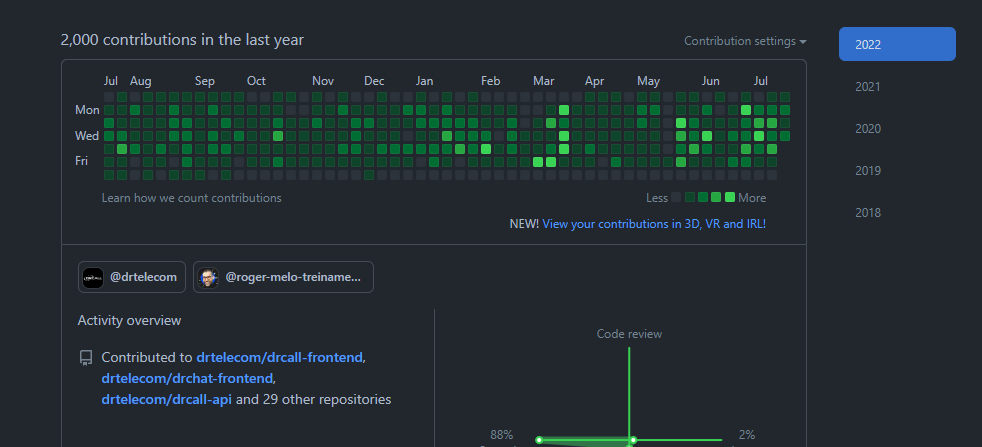 2,000 contributions in the last year
Contribution settings
2022
2021
2020
2019
2018
Jul Aug Sep Oct Nov Dec Jan Feb Mar Apr May Jun Jul
Mon
Wed
Fri
Learn how we count contributions
Less More
NEW! View your contributions in 3D, VR and IRL!
@drtelecom
@roger-melo-treiname...
Activity overview
Contributed to drtelecom/drcall-frontend,
drtelecom/drchat-frontend,
drtelecom/drcall-api and 29 other repositories
Code review
88% 2%